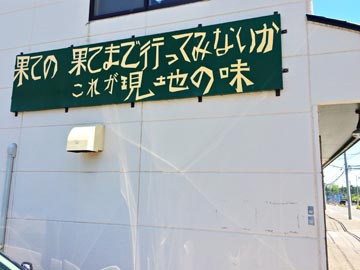 果ての 果てまで行ってみないか
これが現地の味